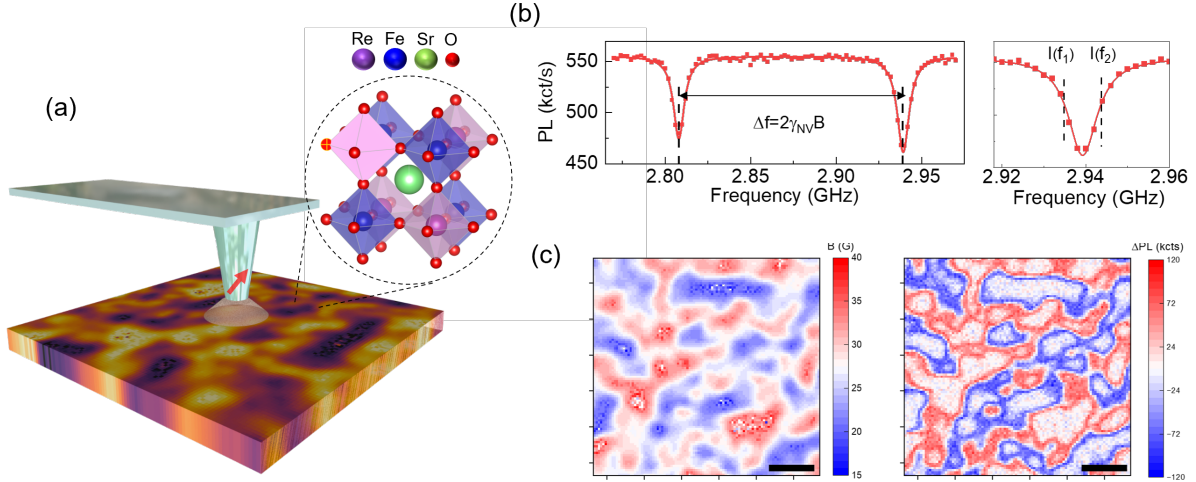 (b)
Re Fe Sr O
(a)
PL (kct/s)
550
500
450
Δf=2γNVB
2.80 2.85 2.90 2.95
Frequency (GHz)
I(f1) I(f2)
2.92 2.94 2.96
Frequency (GHz)
(c)
B (G)
40
35
30
25
20
15
ΔPL (kcts)
120
72
24
−24
−72
−120